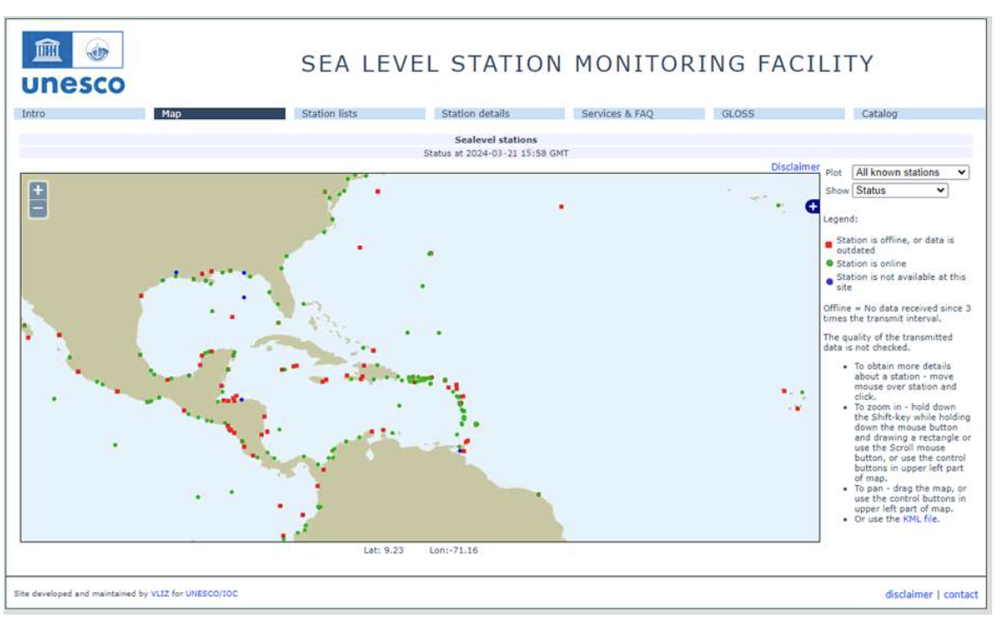 unesco
SEA LEVEL STATION MONITORING FACILITY
Intro
Map
Station lists
Station details
Services & FAQ
GLOSS
Catalog
Sealevel stations
Status at 2024-03-21 15:58 GMT
Disclaimer
Plot All known stations
Show Status
+
−
+
Legend:
Station is offline, or data is
outdated
Station is online
Station is not available at this
site
Offline = No data received since 3
times the transmit interval.
The quality of the transmitted
data is not checked.
• To obtain more details
about a station - move
mouse over station and
click.
• To zoom in - hold down
the Shift-key while holding
down the mouse button
and drawing a rectangle or
use the Scroll mouse
button, or use the control
buttons in upper left part
of map.
• To pan - drag the map, or
use the control buttons in
upper left part of map.
• Or use the KML file.
Lat: 9.23 Lon:-71.16
Site developed and maintained by VLIZ for UNESCO/IOC
disclaimer | contact